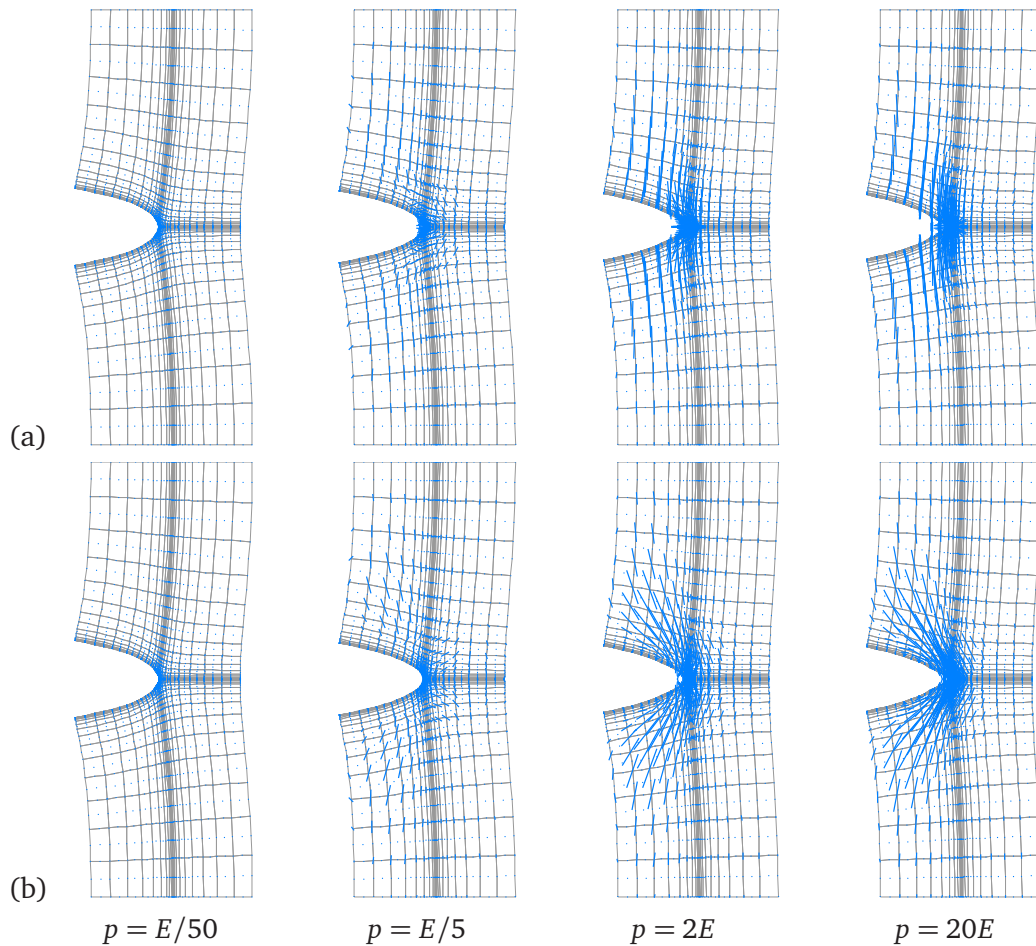 (a)
(b)
p = E/50 p = E/5 p = 2E p = 20E